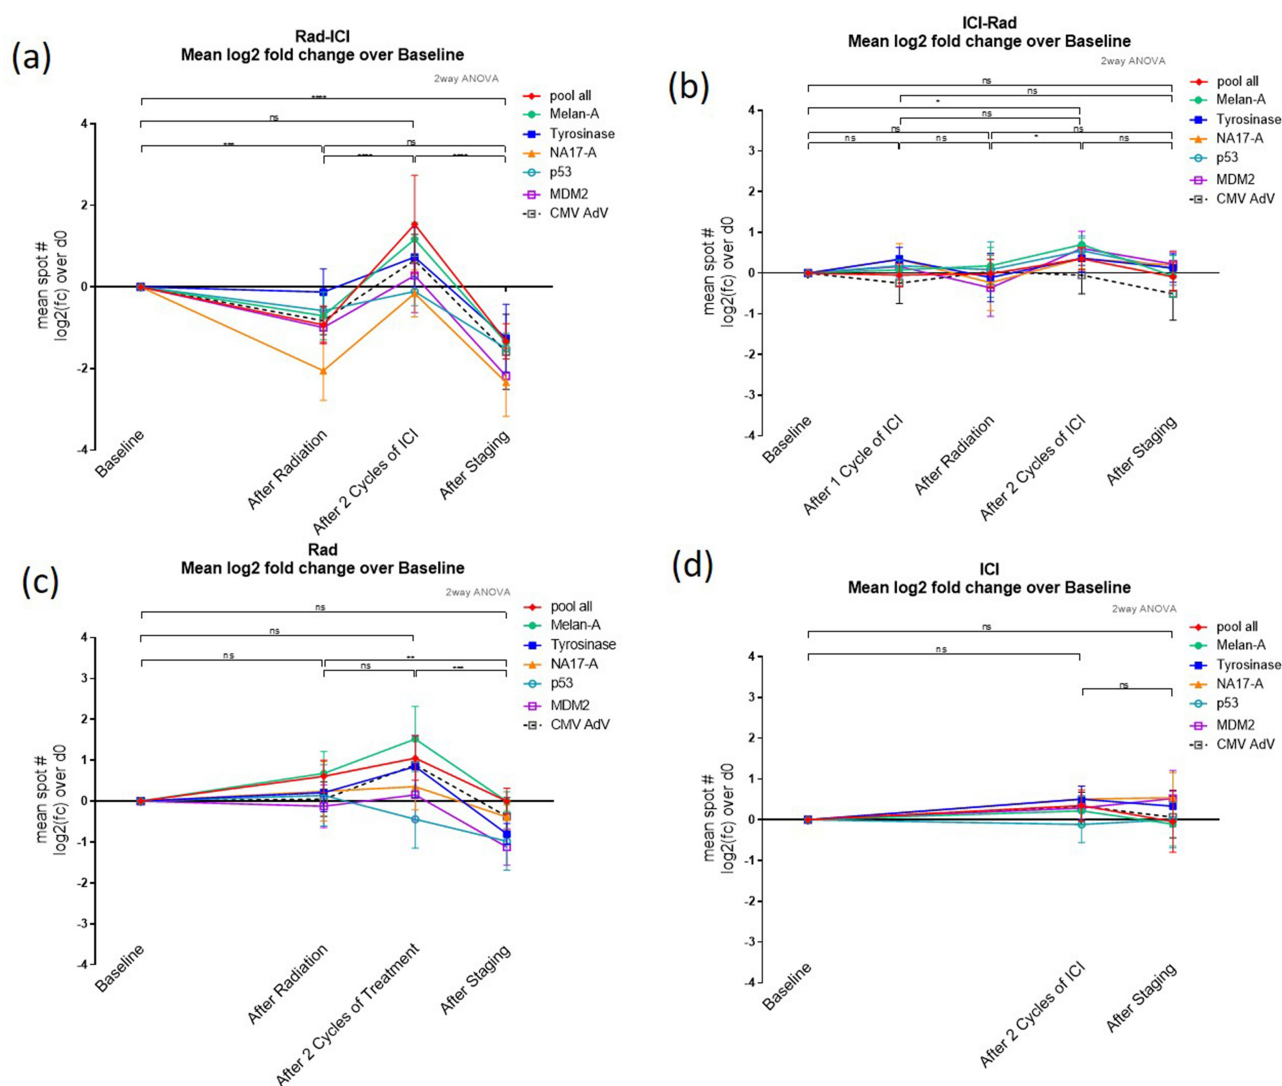 (a)
Rad-ICI
Mean log2 fold change over Baseline
2way ANOVA
ns
ns
pool all
Melan-A
Tyrosinase
NA17-A
p53
MDM2
CMV AdV
4
2
0
-2
-4
mean spot #
log2(fc) over d0
Baseline
After Radiation
After 2 Cycles of ICI
After Staging
(b)
ICI-Rad
Mean log2 fold change over Baseline
2way ANOVA
ns
ns
*
ns
ns
ns
ns
ns
*
ns
pool all
Melan-A
Tyrosinase
NA17-A
p53
MDM2
CMV AdV
4
3
2
1
0
-1
-2
-3
-4
mean spot #
log2(fc) over d0
Baseline
After 1 Cycle of ICI
After Radiation
After 2 Cycles of ICI
After Staging
(c)
Rad
Mean log2 fold change over Baseline
2way ANOVA
ns
ns
ns
ns
**
pool all
Melan-A
Tyrosinase
NA17-A
p53
MDM2
CMV AdV
4
3
2
1
0
-1
-2
-3
-4
mean spot #
log2(fc) over d0
Baseline
After Radiation
After 2 Cycles of Treatment
After Staging
(d)
ICI
Mean log2 fold change over Baseline
2way ANOVA
ns
ns
ns
pool all
Melan-A
Tyrosinase
NA17-A
p53
MDM2
CMV AdV
4
3
2
1
0
-1
-2
-3
-4
mean spot #
log2(fc) over d0
Baseline
After 2 Cycles of ICI
After Staging